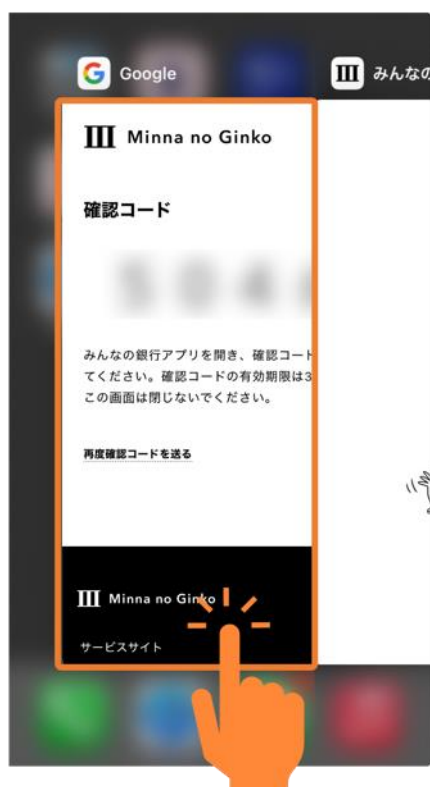 Google
みんなの
Minna no Ginko
確認コード
みんなの銀行アプリを開き、確認コード
てください。確認コードの有効期限は3
この画面は閉じないでください。
再度確認コードを送る
Minna no Ginko
サービスサイト